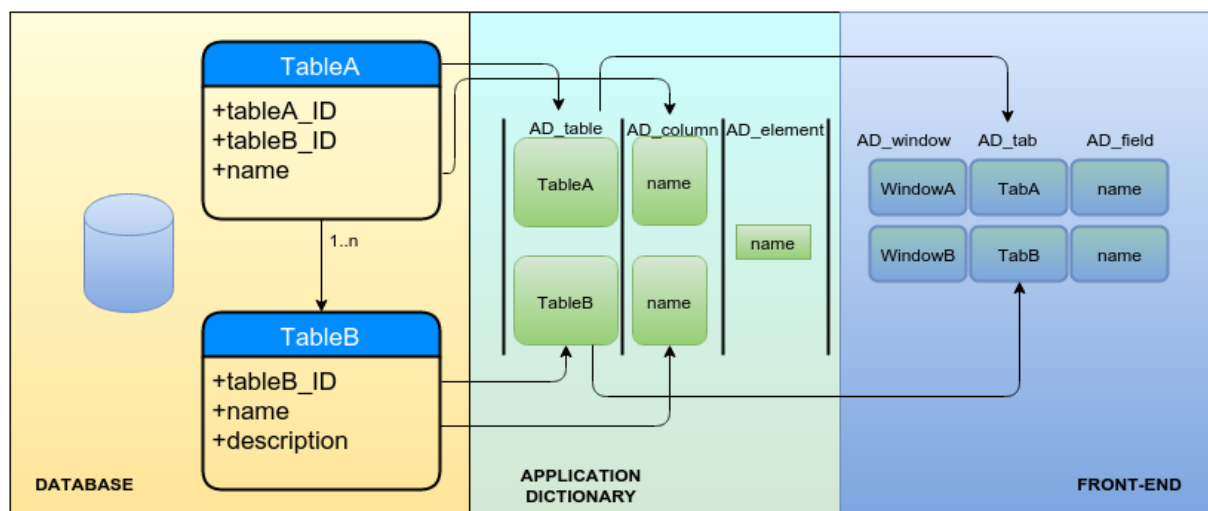 TableA
+tableA_ID
+tableB_ID
+name
1..n
TableB
+tableB_ID
+name
+description
DATABASE
AD_table
AD_column
AD_element
TableA
name
name
TableB
name
APPLICATION
DICTIONARY
AD_window
AD_tab
AD_field
WindowA
TabA
name
WindowB
TabB
name
FRONT-END